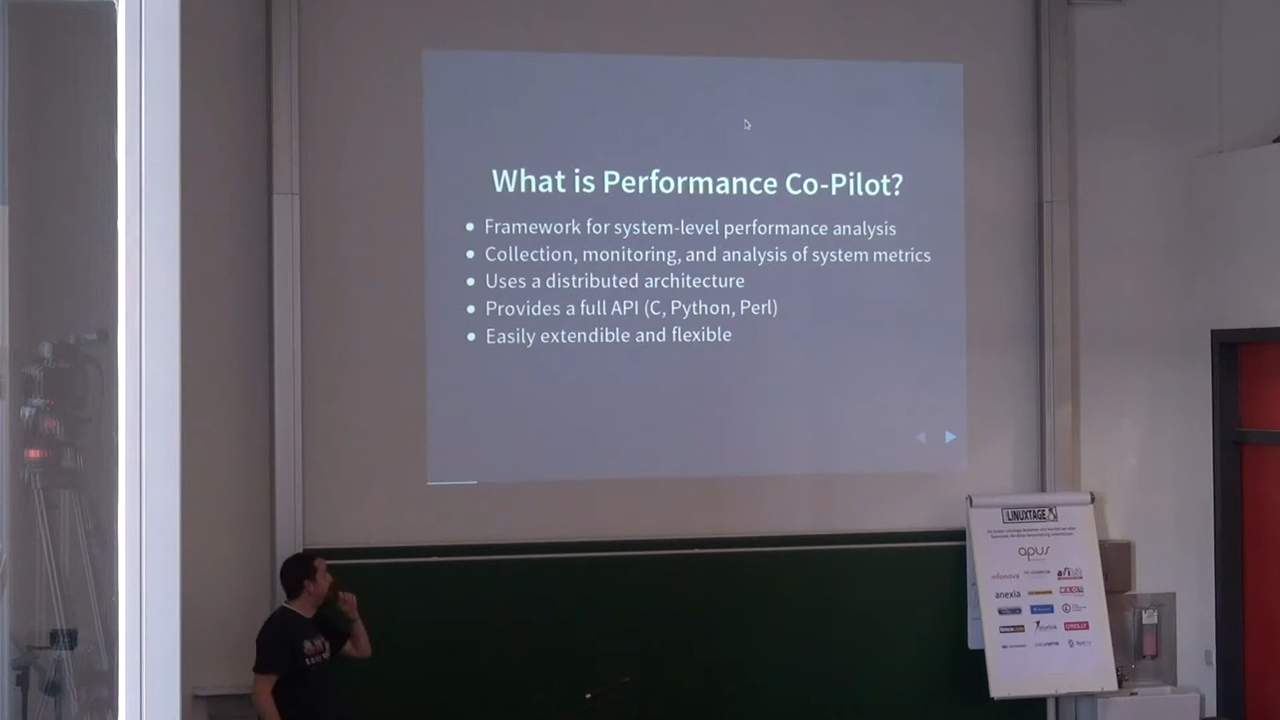 What is Performance Co-Pilot?
Framework for system-level performance analysis
Collection, monitoring, and analysis of system metrics
Uses a distributed architecture
Provides a full API (C, Python, Perl)
Easily extendible and flexible
LINUXTAGE
apus
infonova
anexia
O'REILLY